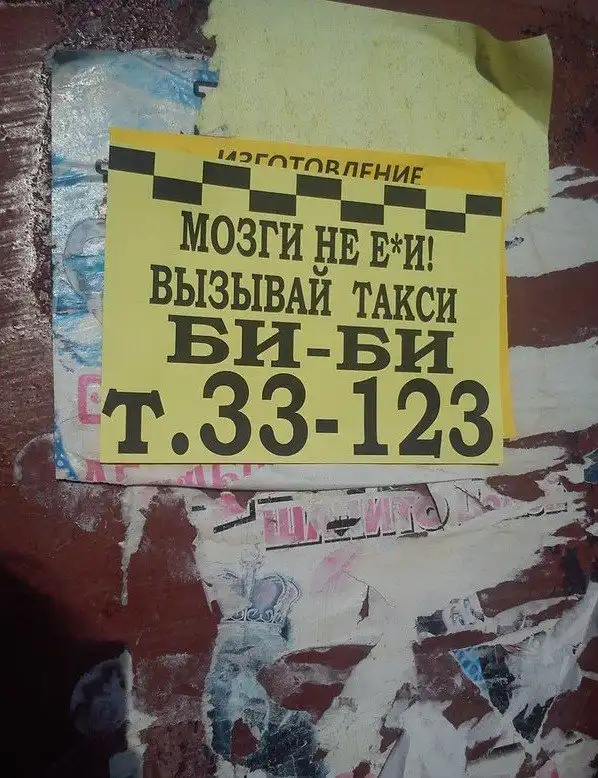 ИЗГОТОВЛЕНИЕ
МОЗГИ НЕ Е*И!
ВЫЗЫВАЙ ТАКСИ
БИ-БИ
т.33-123